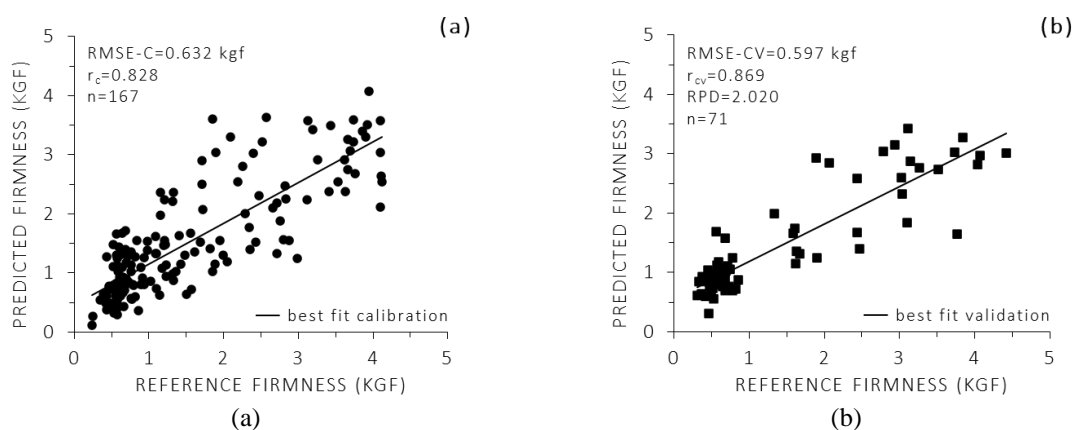 (a)
RMSE-C=0.632 kgf
r_c=0.828
n=167
PREDICTED FIRMNESS (KGF)
5
4
3
2
1
0
best fit calibration
0 1 2 3 4 5
REFERENCE FIRMNESS (KGF)
(a)
(b)
RMSE-CV=0.597 kgf
r_cv=0.869
RPD=2.020
n=71
PREDICTED FIRMNESS (KGF)
5
4
3
2
1
0
best fit validation
0 1 2 3 4 5
REFERENCE FIRMNESS (KGF)
(b)